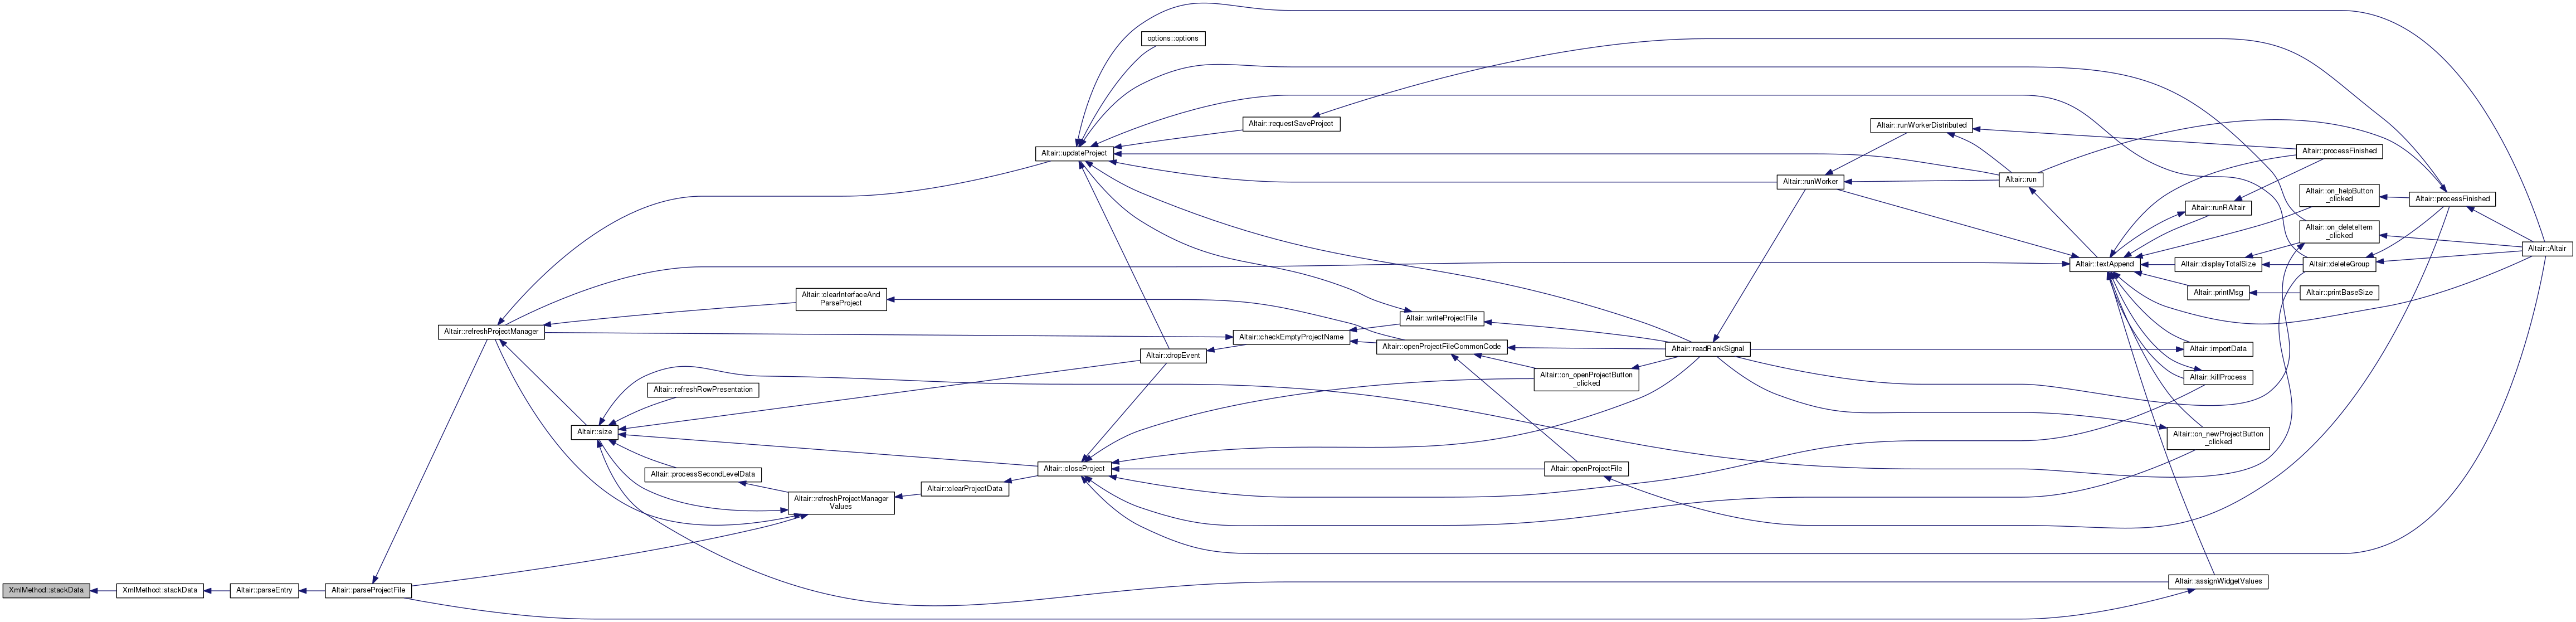 options::options
Altair::requestSaveProject
Altair::runWorkerDistributed
Altair::updateProject
Altair::processFinished
Altair::runWorker
Altair::run
Altair::on_helpButton
_clicked
Altair::processFinished
Altair::runRAltair
Altair::on_deleteItem
_clicked
Altair::Altair
Altair::textAppend
Altair::displayTotalSize
Altair::deleteGroup
Altair::printMsg
Altair::printBaseSize
Altair::clearInterfaceAnd
ParseProject
Altair::writeProjectFile
Altair::refreshProjectManager
Altair::checkEmptyProjectName
Altair::openProjectFileCommonCode
Altair::readRankSignal
Altair::importData
Altair::dropEvent
Altair::on_openProjectButton
_clicked
Altair::killProcess
Altair::refreshRowPresentation
Altair::size
Altair::on_newProjectButton
_clicked
Altair::closeProject
Altair::openProjectFile
Altair::processSecondLevelData
Altair::clearProjectData
Altair::refreshProjectManager
Values
Altair::assignWidgetValues
XmlMethod::stackData
XmlMethod::stackData
Altair::parseEntry
Altair::parseProjectFile